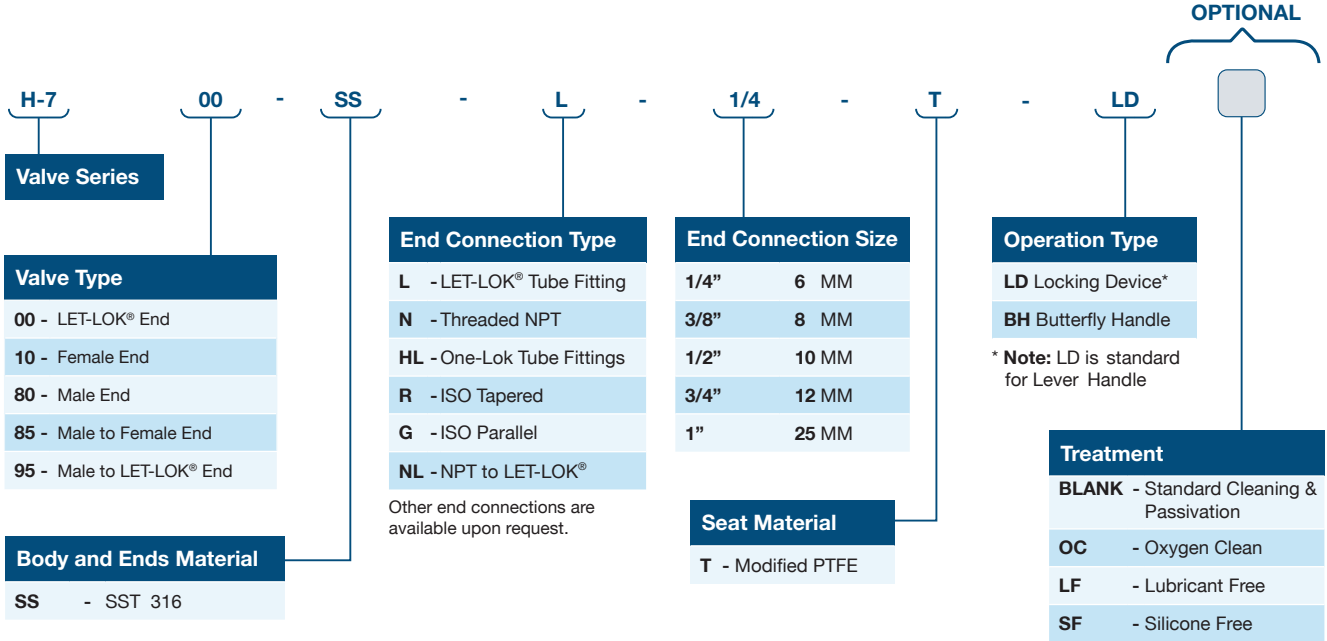 OPTIONAL
H-7 00 - SS - L - 1/4 - T - LD
Valve Series
Valve Type
00 - LET-LOK® End
10 - Female End
80 - Male End
85 - Male to Female End
95 - Male to LET-LOK® End
Body and Ends Material
SS - SST 316
End Connection Type
L - LET-LOK® Tube Fitting
N - Threaded NPT
HL - One-Lok Tube Fittings
R - ISO Tapered
G - ISO Parallel
NL - NPT to LET-LOK®
Other end connections are
available upon request.
End Connection Size
1/4” 6 MM
3/8” 8 MM
1/2” 10 MM
3/4” 12 MM
1” 25 MM
Seat Material
T - Modified PTFE
Operation Type
LD Locking Device*
BH Butterfly Handle
* Note: LD is standard
for Lever Handle
Treatment
BLANK - Standard Cleaning &
Passivation
OC - Oxygen Clean
LF - Lubricant Free
SF - Silicone Free